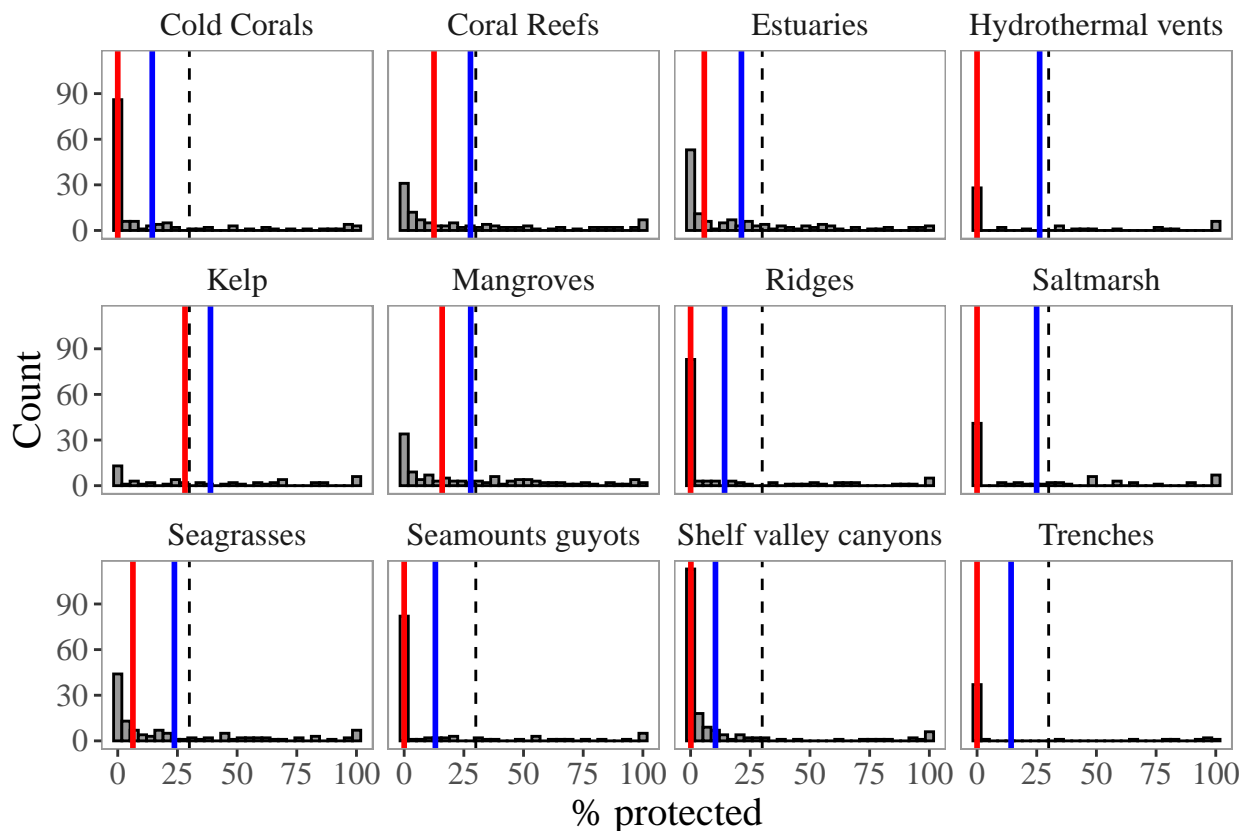 Cold Corals Coral Reefs Estuaries Hydrothermal vents
90
60
30
0
Kelp Mangroves Ridges Saltmarsh
90
60
30
0
Count
Seagrasses Seamounts guyots Shelf valley canyons Trenches
90
60
30
0
0 25 50 75 100 0 25 50 75 100 0 25 50 75 100 0 25 50 75 100
% protected